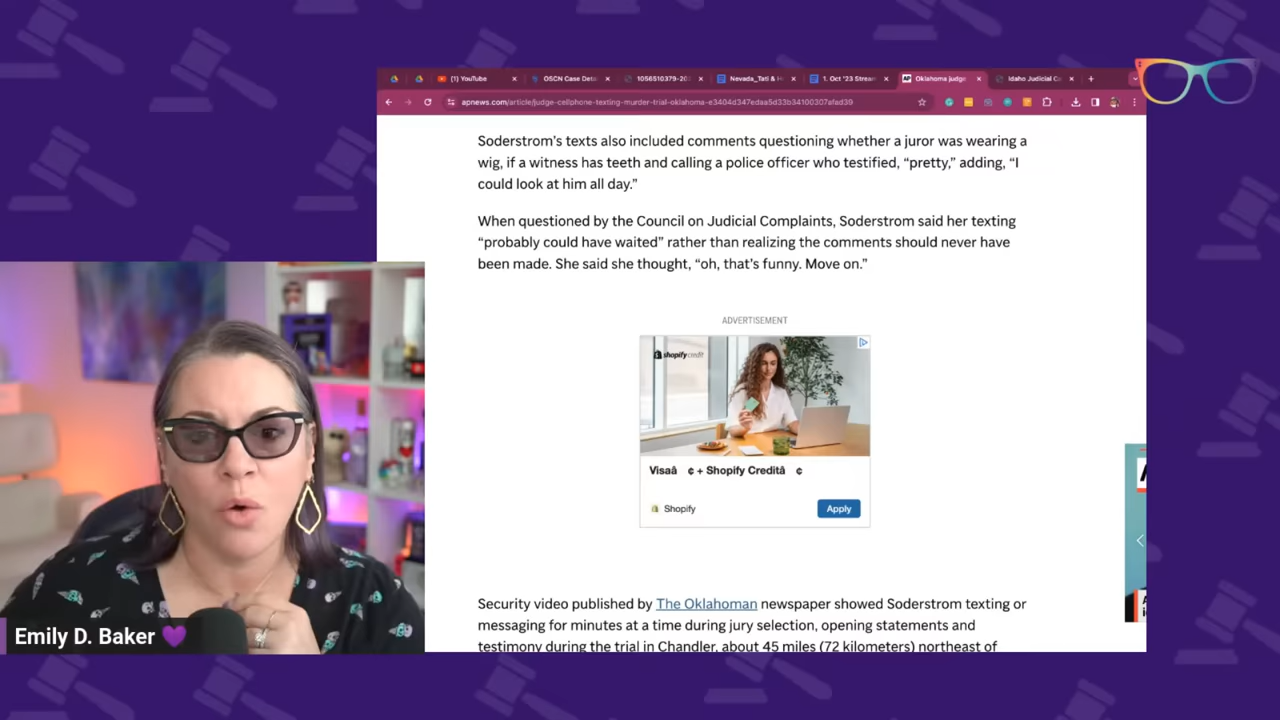 (1) YouTube
OSCN Case Detai
1056510379-202
Nevada_Tati & H
1. Oct '23 Stream
AP Oklahoma judge
Idaho Judicial Co
apnews.com/article/judge-cellphone-texting-murder-trial-oklahoma-e3404d347edaa5d33b34100307afad39
Soderstrom's texts also included comments questioning whether a juror was wearing a
wig, if a witness has teeth and calling a police officer who testified, “pretty,” adding, “I
could look at him all day.”
When questioned by the Council on Judicial Complaints, Soderstrom said her texting
“probably could have waited” rather than realizing the comments should never have
been made. She said she thought, “oh, that's funny. Move on.”
ADVERTISEMENT
shopify credit
Visaâ ¢ + Shopify Creditâ ¢
Shopify
Apply
Security video published by The Oklahoman newspaper showed Soderstrom texting or
messaging for minutes at a time during jury selection, opening statements and
testimony during the trial in Chandler, about 45 miles (72 kilometers) northeast of
Emily D. Baker 💜